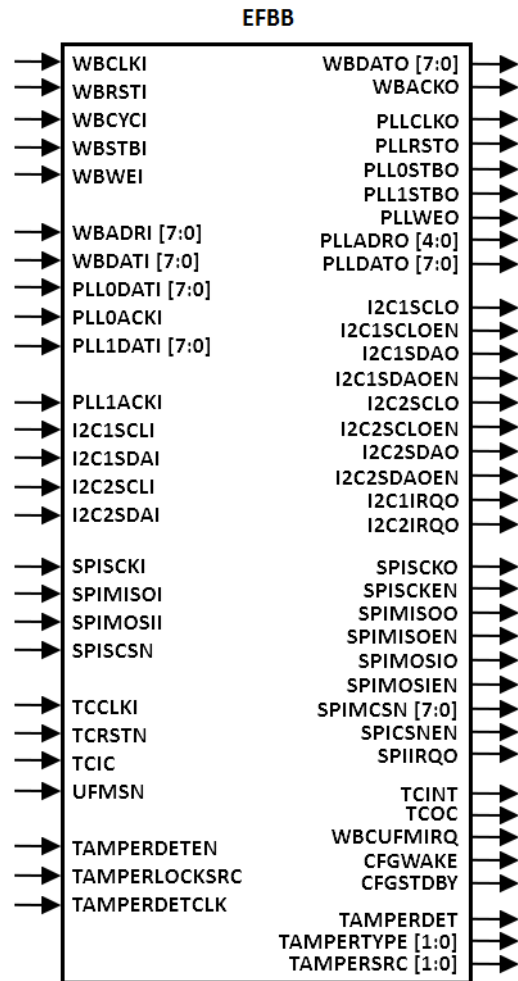 EFBB
WBCLKI
WBRSTI
WBCYCI
WBSTBI
WBWEI
WBADRI [7:0]
WBDATI [7:0]
PLL0DATI [7:0]
PLL0ACKI
PLL1DATI [7:0]
PLL1ACKI
I2C1SCLI
I2C1SDAI
I2C2SCLI
I2C2SDAI
SPISCKI
SPIMISOI
SPIMOSII
SPISCSN
TCCLKI
TCRSTN
TCIC
UFMSN
TAMPERDETEN
TAMPERLOCKSRC
TAMPERDETCLK
WBDATO [7:0]
WBACKO
PLLCLKO
PLLRSTO
PLL0STBO
PLL1STBO
PLLWEO
PLLADRO [4:0]
PLLDATO [7:0]
I2C1SCLO
I2C1SCLOEN
I2C1SDAO
I2C1SDAOEN
I2C2SCLO
I2C2SCLOEN
I2C2SDAO
I2C2SDAOEN
I2C1IRQO
I2C2IRQO
SPISCKO
SPISCKEN
SPIMISOO
SPIMISOEN
SPIMOSIO
SPIMOSIEN
SPIMCSN [7:0]
SPICSNEN
SPIIRQO
TCINT
TCOC
WBCUFMIRQ
CFGWAKE
CFGSTDBY
TAMPERDET
TAMPERTYPE [1:0]
TAMPERSRC [1:0]